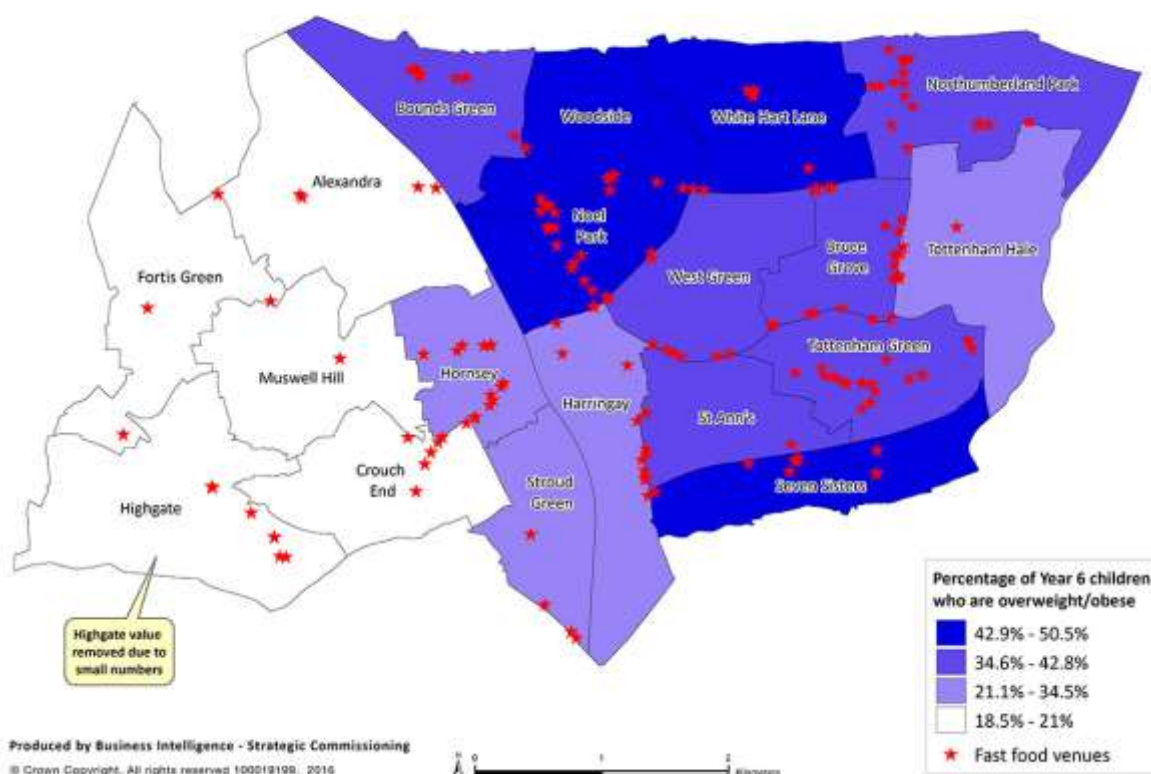 Northumberland Park
Bounds Green
Woodside
White Hart Lane
Alexandra
Noel
Park
Bruce
Grove
Tottenham Hale
Fortis Green
West Green
Tottenham Green
Muswell Hill
Hornsey
Harringay
St Ann's
Crouch
End
Stroud
Green
Seven Sisters
Highgate
Highgate value
removed due to
small numbers
Percentage of Year 6 children
who are overweight/obese
42.9% - 50.5%
34.6% - 42.8%
21.1% - 34.5%
18.5% - 21%
Fast food venues
Produced by Business Intelligence - Strategic Commissioning
© Crown Copyright. All rights reserved 100019199. 2016
0 1 2
Kilometers